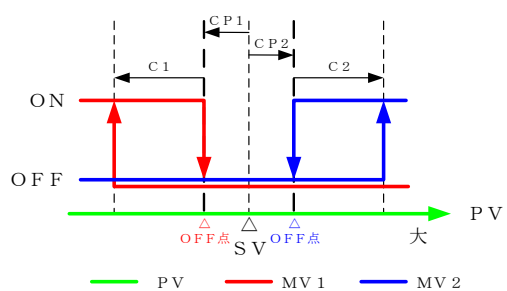 CP1
CP2
C1
C2
ON
OFF
PV
大
△ △ △
OFF点 SV OFF点
PV MV1 MV2